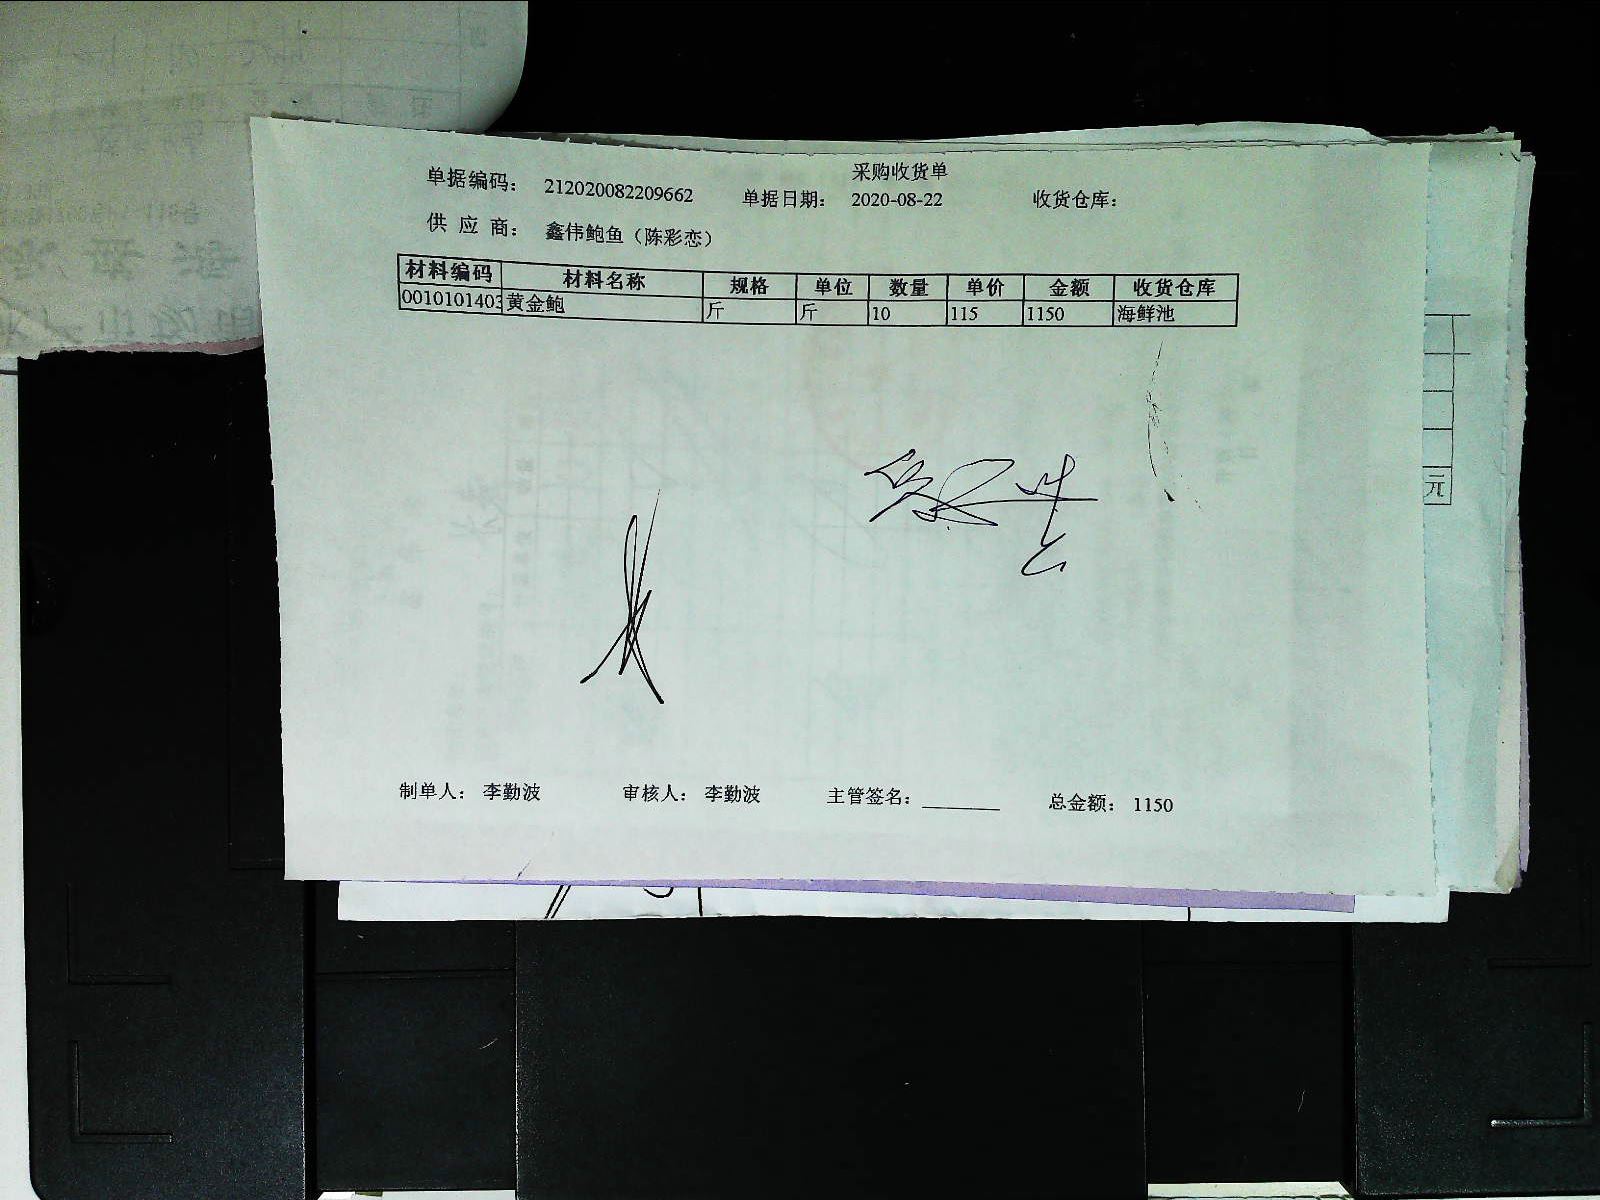 采购收货单
单据编码： 212020082209662 单据日期： 2020-08-22 收货仓库：
供 应 商： 鑫伟鲍鱼（陈彩恋）
材料编码 材料名称 规格 单位 数量 单价 金额 收货仓库
0010101403 黄金鲍 斤 斤 10 115 1150 海鲜池
元
制单人： 李勤波 审核人： 李勤波 主管签名：________ 总金额： 1150